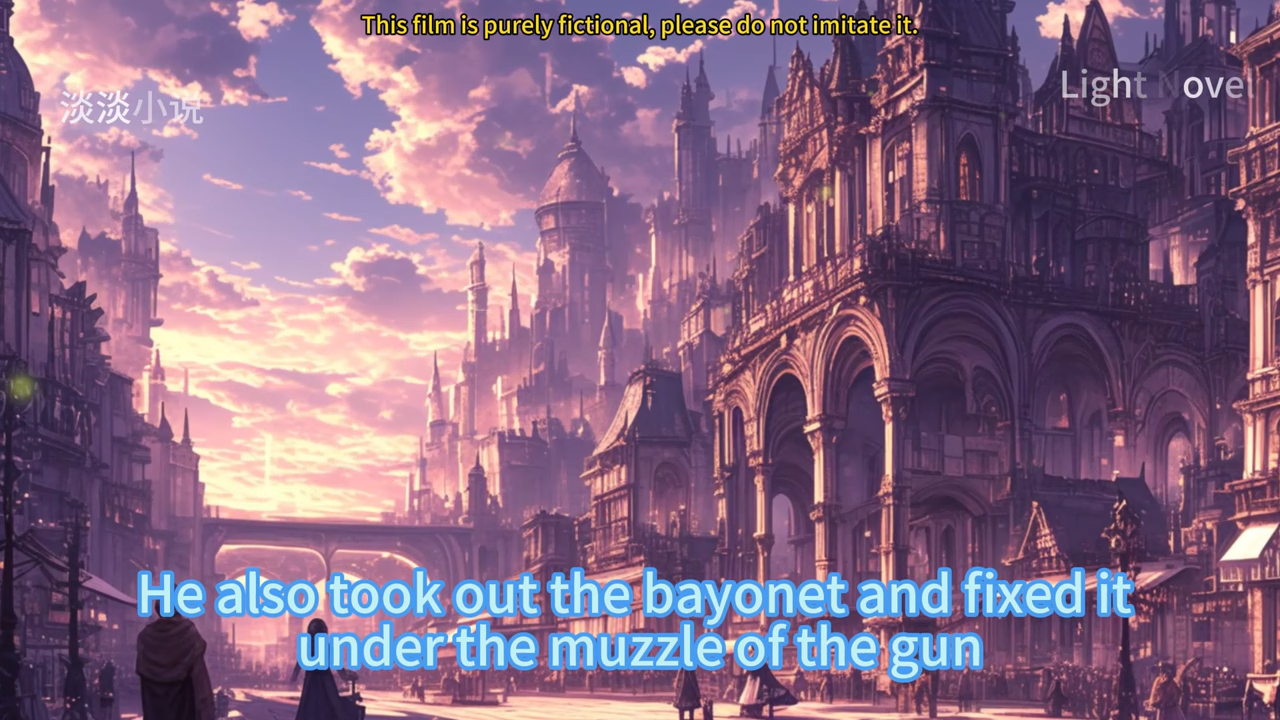 This film is purely fictional, please do not imitate it.
淡淡小说
Light Novel
He also took out the bayonet and fixed it
under the muzzle of the gun